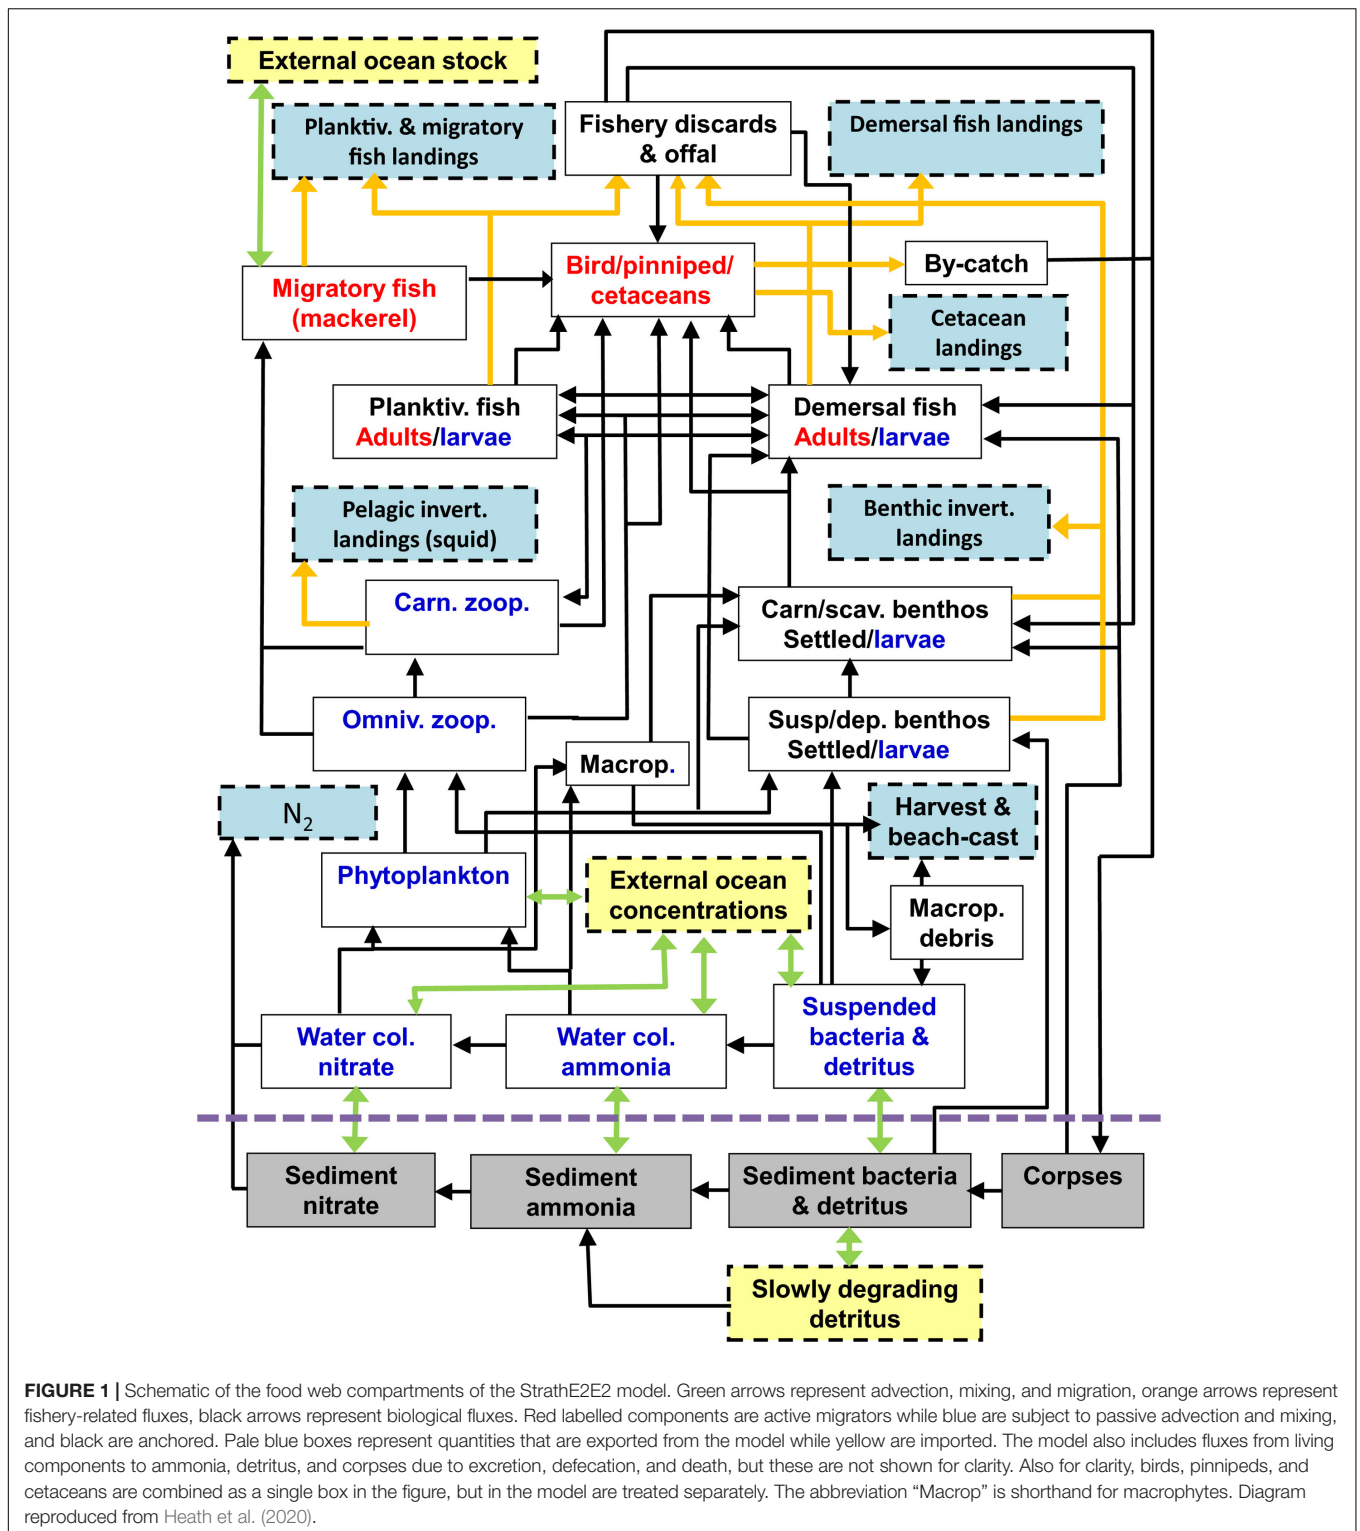 External ocean stock
Planktiv. & migratory
fish landings
Fishery discards
& offal
Demersal fish landings
Migratory fish
(mackerel)
Bird/pinniped/
cetaceans
By-catch
Cetacean
landings
Planktiv. fish
Adults/larvae
Demersal fish
Adults/larvae
Pelagic invert.
landings (squid)
Benthic invert.
landings
Carn. zoop.
Carn/scav. benthos
Settled/larvae
Omniv. zoop.
Susp/dep. benthos
Settled/larvae
Macrop.
N2
Harvest &
beach-cast
Phytoplankton
External ocean
concentrations
Macrop.
debris
Water col.
nitrate
Water col.
ammonia
Suspended
bacteria &
detritus
Sediment
nitrate
Sediment
ammonia
Sediment bacteria
& detritus
Corpses
Slowly degrading
detritus
FIGURE 1 | Schematic of the food web compartments of the StrathE2E2 model. Green arrows represent advection, mixing, and migration, orange arrows represent
fishery-related fluxes, black arrows represent biological fluxes. Red labelled components are active migrators while blue are subject to passive advection and mixing,
and black are anchored. Pale blue boxes represent quantities that are exported from the model while yellow are imported. The model also includes fluxes from living
components to ammonia, detritus, and corpses due to excretion, defecation, and death, but these are not shown for clarity. Also for clarity, birds, pinnipeds, and
cetaceans are combined as a single box in the figure, but in the model are treated separately. The abbreviation “Macrop” is shorthand for macrophytes. Diagram
reproduced from Heath et al. (2020).